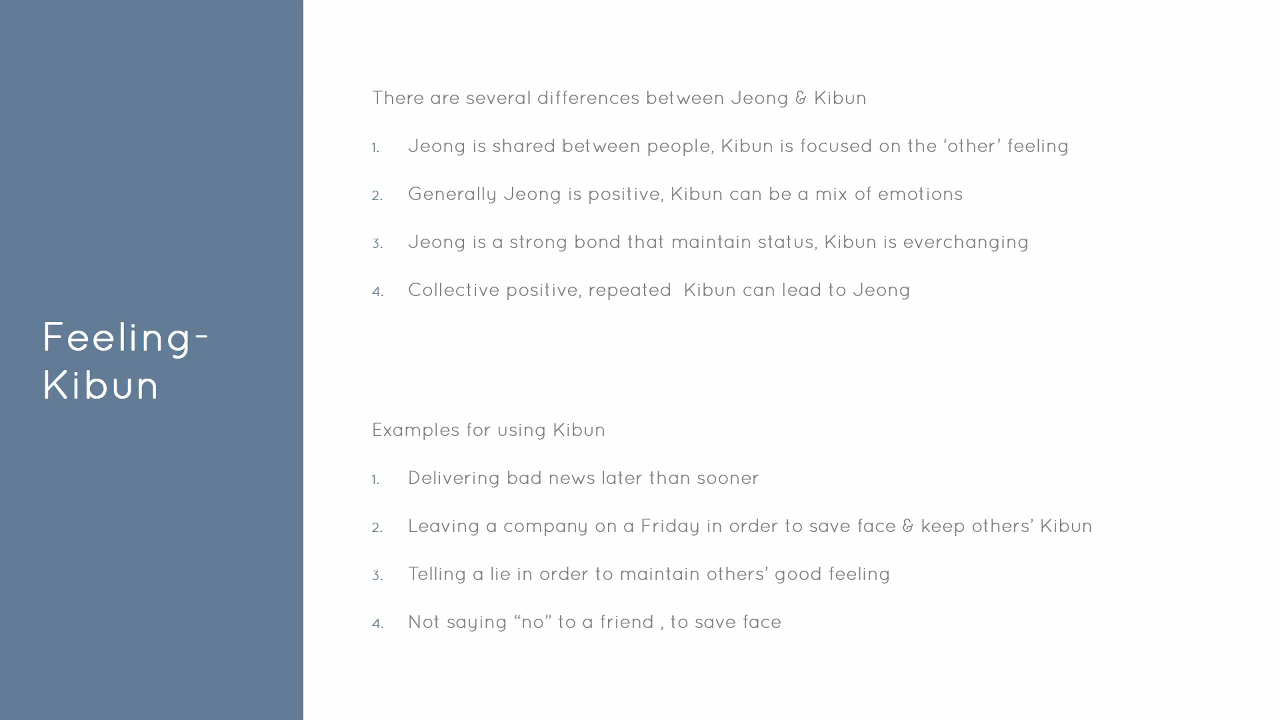 Feeling-
Kibun
There are several differences between Jeong & Kibun
1. Jeong is shared between people, Kibun is focused on the ‘other’ feeling
2. Generally Jeong is positive, Kibun can be a mix of emotions
3. Jeong is a strong bond that maintain status, Kibun is everchanging
4. Collective positive, repeated  Kibun can lead to Jeong
Examples for using Kibun
1. Delivering bad news later than sooner
2. Leaving a company on a Friday in order to save face & keep others’ Kibun
3. Telling a lie in order to maintain others’ good feeling
4. Not saying “no” to a friend , to save face